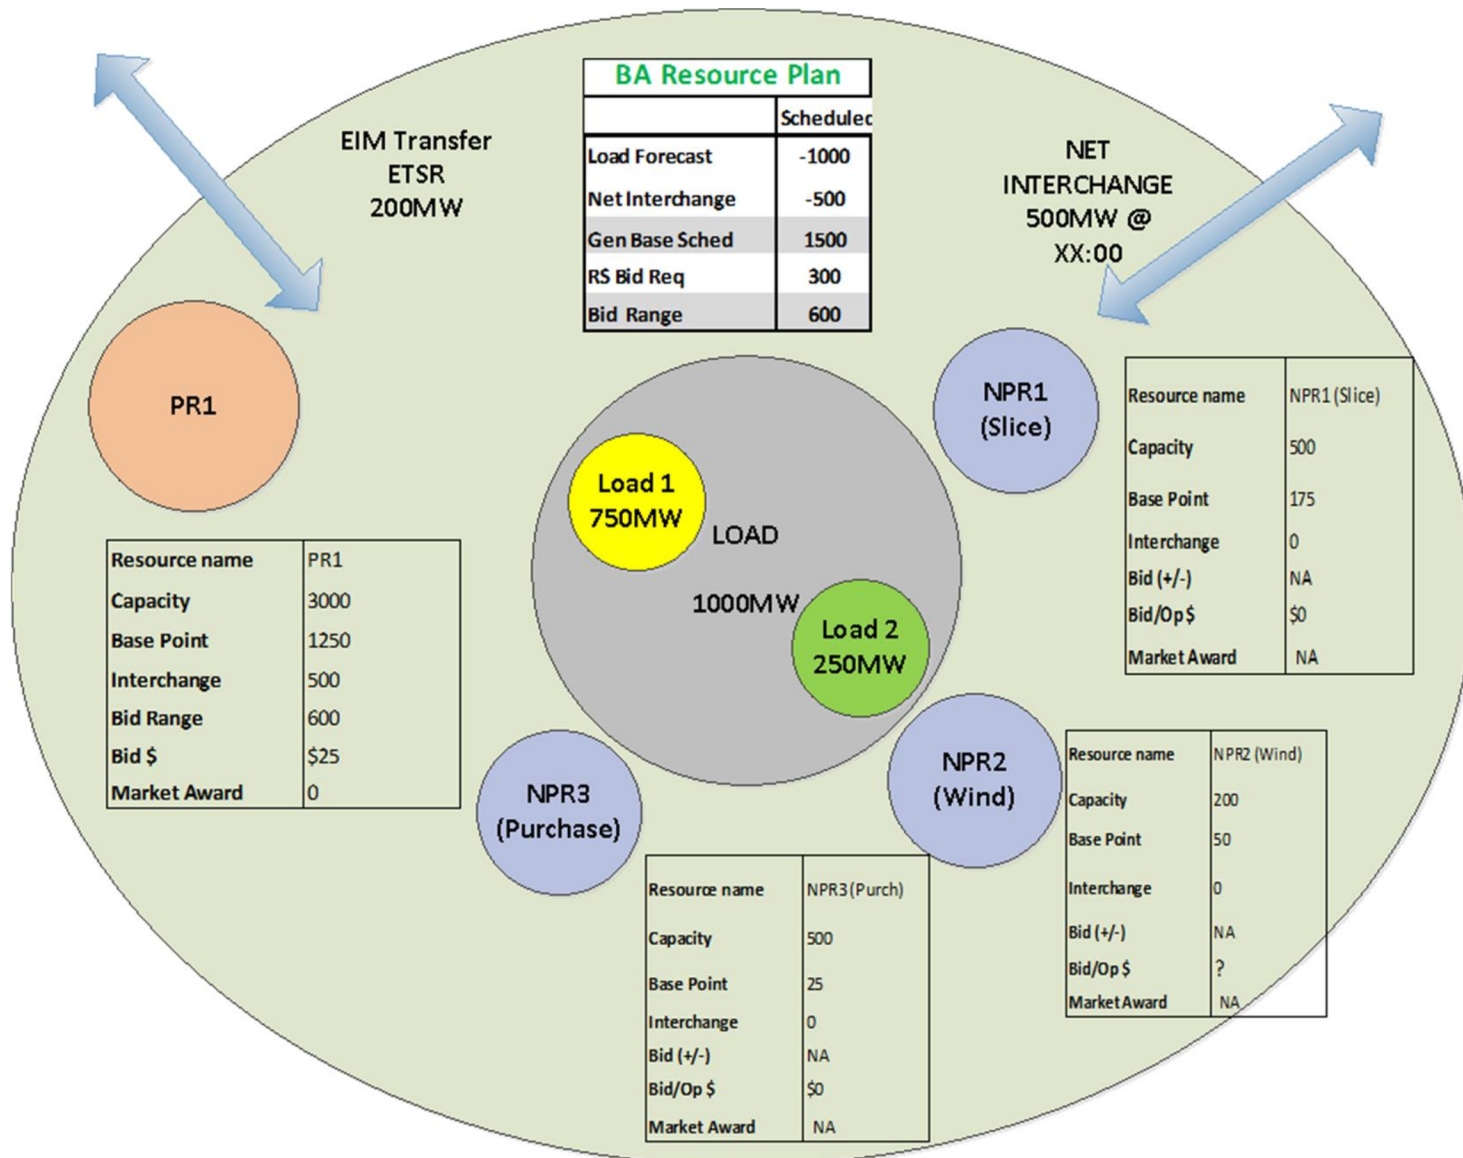 BA Resource Plan
Scheduled
Load Forecast -1000
Net Interchange -500
Gen Base Sched 1500
RS Bid Req 300
Bid Range 600
EIM Transfer
ETSR
200MW
NET
INTERCHANGE
500MW @
XX:00
PR1
Resource name PR1
Capacity 3000
Base Point 1250
Interchange 500
Bid Range 600
Bid $ $25
Market Award 0
Load 1
750MW
LOAD
1000MW
Load 2
250MW
NPR1
(Slice)
Resource name NPR1 (Slice)
Capacity 500
Base Point 175
Interchange 0
Bid (+/-) NA
Bid/Op $ $0
Market Award NA
NPR2
(Wind)
Resource name NPR2 (Wind)
Capacity 200
Base Point 50
Interchange 0
Bid (+/-) NA
Bid/Op $ ?
Market Award NA
NPR3
(Purchase)
Resource name NPR3 (Purch)
Capacity 500
Base Point 25
Interchange 0
Bid (+/-) NA
Bid/Op $ $0
Market Award NA